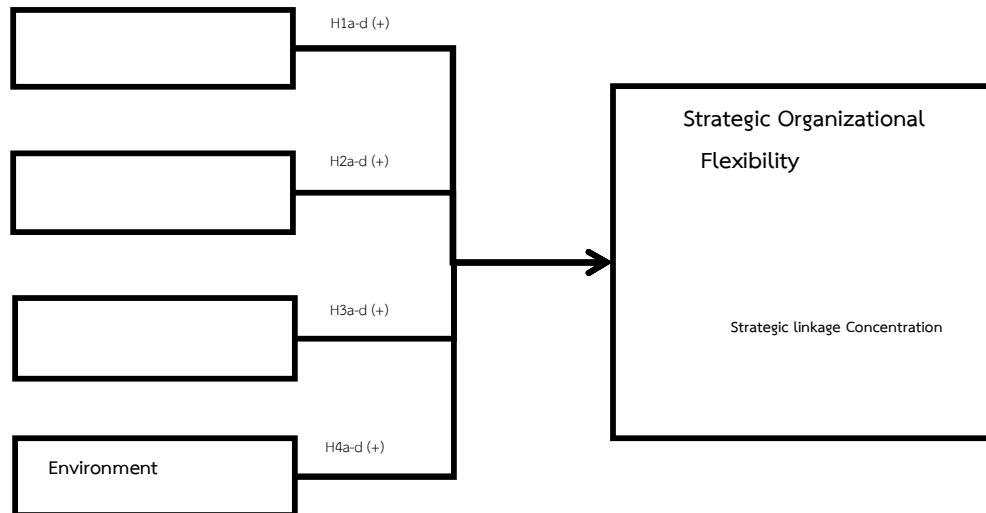 H1a-d (+)
Strategic Organizational
Flexibility
H2a-d (+)
H3a-d (+)
Strategic linkage Concentration
H4a-d (+)
Environment